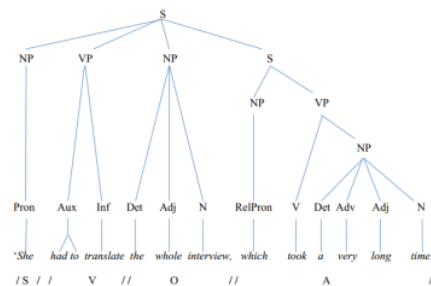 S
NP VP NP S
NP VP
NP
Pron Aux Inf Det Adj N RelPron V Det Adv Adj N
'She had to translate the whole interview, which took a very long time.
/ S / / V // O // A /